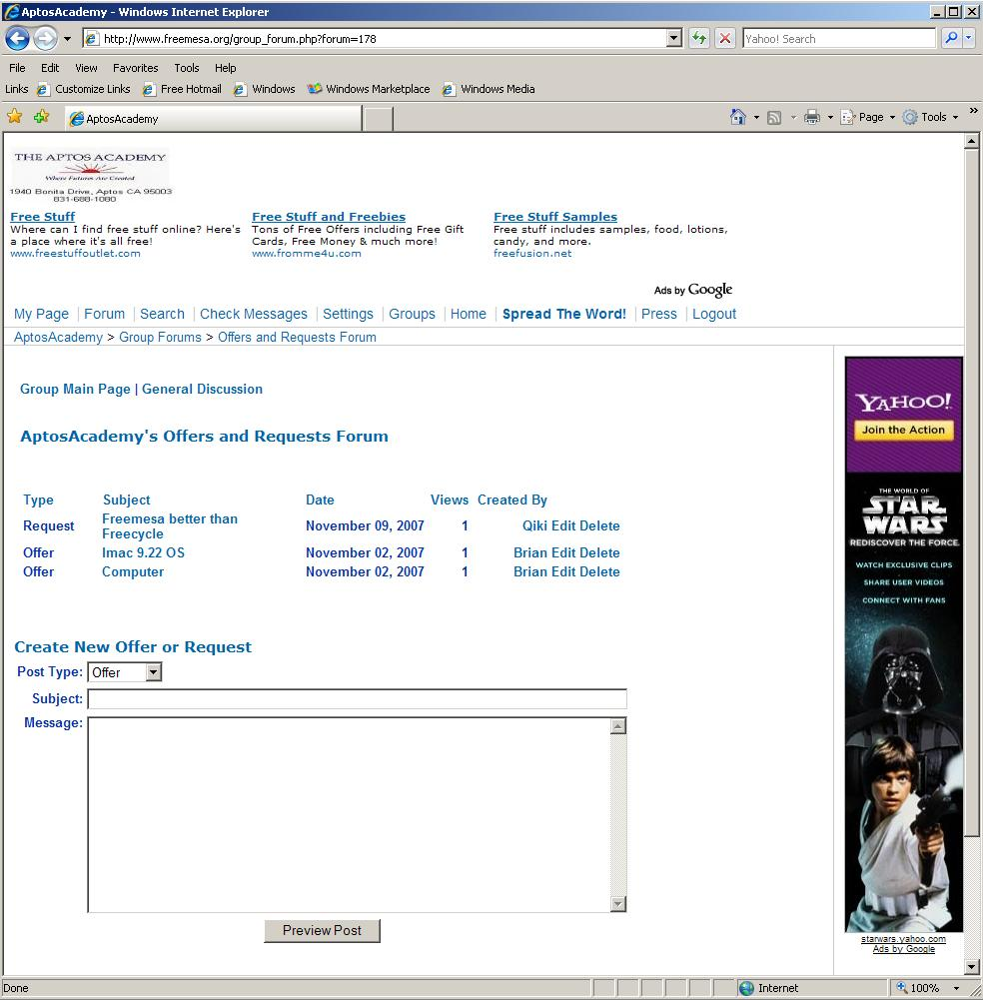 AptosAcademy - Windows Internet Explorer
http://www.freemesa.org/group_forum.php?forum=178
Yahoo! Search
File Edit View Favorites Tools Help
Links Customize Links Free Hotmail Windows Windows Marketplace Windows Media
AptosAcademy
Page Tools »
THE APTOS ACADEMY
Where Futures Are Created
1940 Bonita Drive, Aptos CA 95003
831-688-1080
Free Stuff
Where can I find free stuff online? Here's
a place where it's all free!
www.freestuffoutlet.com
Free Stuff and Freebies
Tons of Free Offers including Free Gift
Cards, Free Money & much more!
www.fromme4u.com
Free Stuff Samples
Free stuff includes samples, food, lotions,
candy, and more.
freefusion.net
Ads by Google
My Page | Forum | Search | Check Messages | Settings | Groups | Home | Spread The Word! | Press | Logout
AptosAcademy > Group Forums > Offers and Requests Forum
Group Main Page | General Discussion
AptosAcademy's Offers and Requests Forum
Type Subject Date Views Created By
Request Freemesa better than Freecycle November 09, 2007 1 Qiki Edit Delete
Offer Imac 9.22 OS November 02, 2007 1 Brian Edit Delete
Offer Computer November 02, 2007 1 Brian Edit Delete
Create New Offer or Request
Post Type: Offer
Subject:
Message:
Preview Post
YAHOO!
Join the Action
THE WORLD OF
STAR
WARS
REDISCOVER THE FORCE.
WATCH EXCLUSIVE CLIPS
SHARE USER VIDEOS
CONNECT WITH FANS
starwars.yahoo.com
Ads by Google
Done Internet 100%